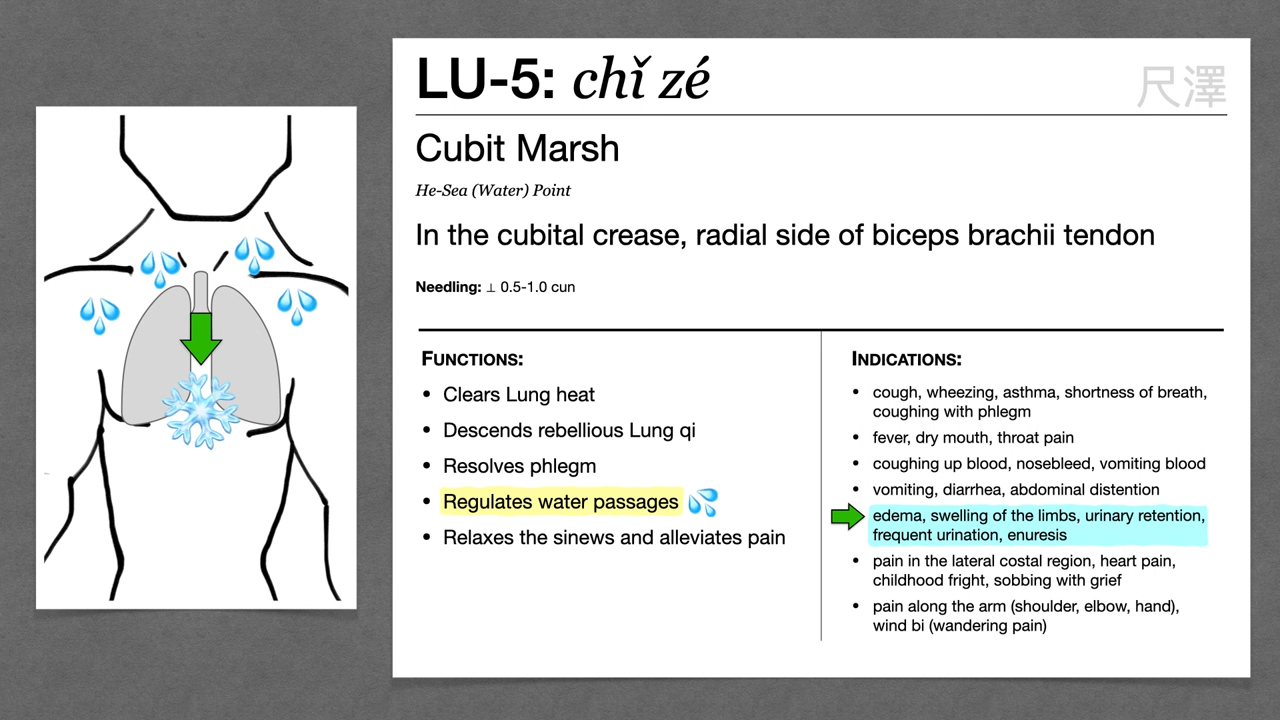 LU-5: chǐ zé
尺澤
Cubit Marsh
He-Sea (Water) Point
In the cubital crease, radial side of biceps brachii tendon
Needling: ⊥ 0.5-1.0 cun
FUNCTIONS:
• Clears Lung heat
• Descends rebellious Lung qi
• Resolves phlegm
• Regulates water passages
• Relaxes the sinews and alleviates pain
INDICATIONS:
• cough, wheezing, asthma, shortness of breath,
coughing with phlegm
• fever, dry mouth, throat pain
• coughing up blood, nosebleed, vomiting blood
• vomiting, diarrhea, abdominal distention
edema, swelling of the limbs, urinary retention,
frequent urination, enuresis
• pain in the lateral costal region, heart pain,
childhood fright, sobbing with grief
• pain along the arm (shoulder, elbow, hand),
wind bi (wandering pain)